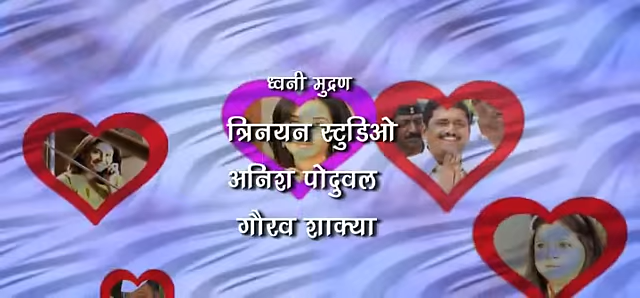 ध्वनी मुद्रण
त्रिनयन स्टुडिओ
अनिश पोदुवल
गौरव शाक्या